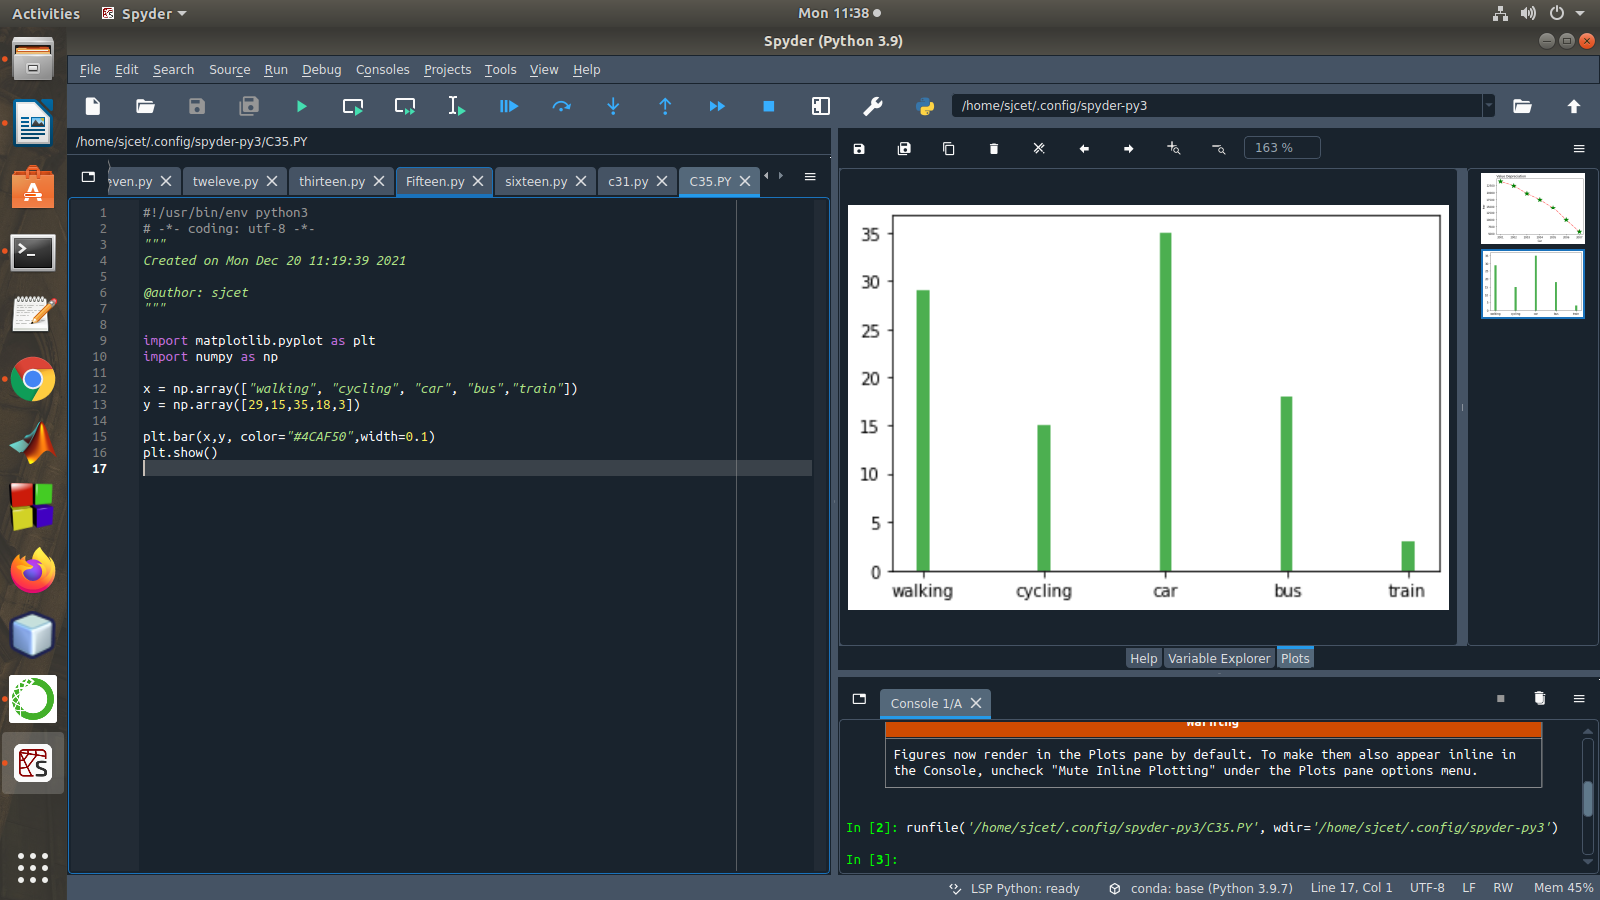 Activities Spyder Mon 11:38
Spyder (Python 3.9)
File Edit Search Source Run Debug Consoles Projects Tools View Help
/home/sjcet/.config/spyder-py3
/home/sjcet/.config/spyder-py3/C35.PY
even.py tweleve.py thirteen.py Fifteen.py sixteen.py c31.py C35.PY
1 #!/usr/bin/env python3
2 # -*- coding: utf-8 -*-
3 """
4 Created on Mon Dec 20 11:19:39 2021
5
6 @author: sjcet
7 """
8
9 import matplotlib.pyplot as plt
10 import numpy as np
11
12 x = np.array(["walking", "cycling", "car", "bus","train"])
13 y = np.array([29,15,35,18,3])
14
15 plt.bar(x,y, color="#4CAF50",width=0.1)
16 plt.show()
17
163 %
35
30
25
20
15
10
5
0
walking cycling car bus train
Value Depreciation
Help Variable Explorer Plots
Console 1/A
Warning
Figures now render in the Plots pane by default. To make them also appear inline in
the Console, uncheck "Mute Inline Plotting" under the Plots pane options menu.
In [2]: runfile('/home/sjcet/.config/spyder-py3/C35.PY', wdir='/home/sjcet/.config/spyder-py3')
In [3]:
LSP Python: ready conda: base (Python 3.9.7) Line 17, Col 1 UTF-8 LF RW Mem 45%